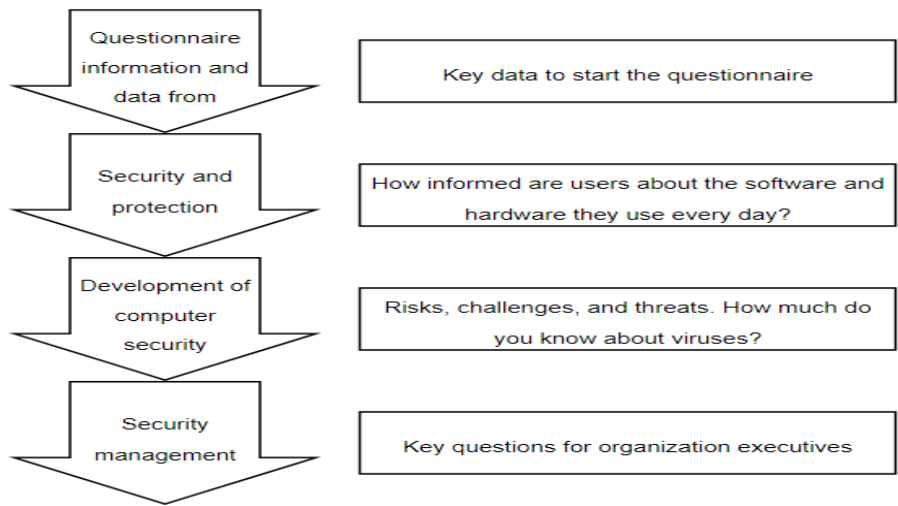 Questionnaire
information and
data from
Key data to start the questionnaire
Security and
protection
How informed are users about the software and
hardware they use every day?
Development of
computer
security
Risks, challenges, and threats. How much do
you know about viruses?
Security
management
Key questions for organization executives